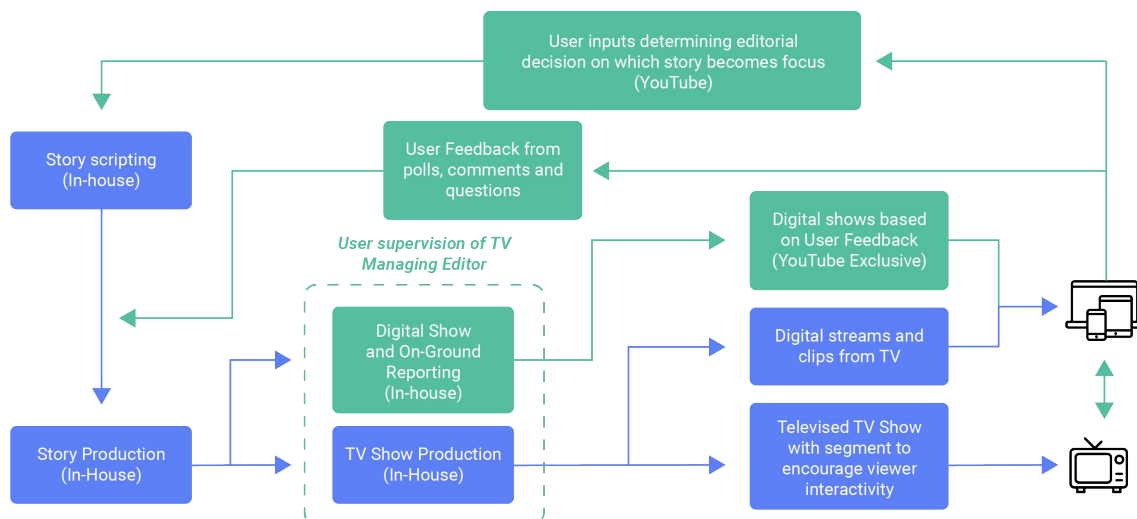 User inputs determining editorial
decision on which story becomes focus
(YouTube)
Story scripting
(In-house)
User Feedback from
polls, comments and
questions
User supervision of TV
Managing Editor
Digital shows based
on User Feedback
(YouTube Exclusive)
Digital Show
and On-Ground
Reporting
(In-house)
Digital streams and
clips from TV
Story Production
(In-House)
TV Show Production
(In-House)
Televised TV Show
with segment to
encourage viewer
interactivity